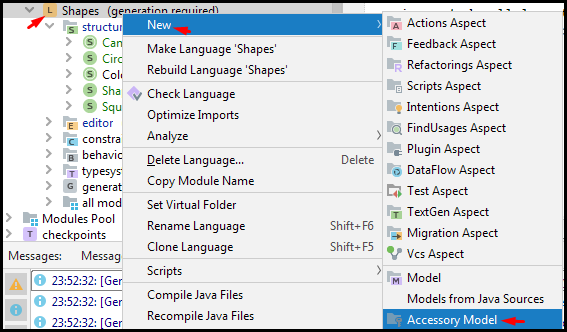 Shapes (generation required)
structur
Can
Circ
Colo
Sha
Squ
editor
constra
behavio
typesys
genera
all mod
Modules Pool
checkpoints
Messages:
Messages:
23:52:32: [Ger
23:52:32: [Ger
23:52:32: [Ger
New
Make Language 'Shapes'
Rebuild Language 'Shapes'
Check Language
Optimize Imports
Analyze
Delete Language... Delete
Copy Module Name
Set Virtual Folder
Rename Language Shift+F6
Clone Language Shift+F5
Scripts
Compile Java Files
Recompile Java Files
Actions Aspect
Feedback Aspect
Refactorings Aspect
Scripts Aspect
Intentions Aspect
FindUsages Aspect
Plugin Aspect
DataFlow Aspect
Test Aspect
TextGen Aspect
Migration Aspect
Vcs Aspect
Model
Models from Java Sources
Accessory Model